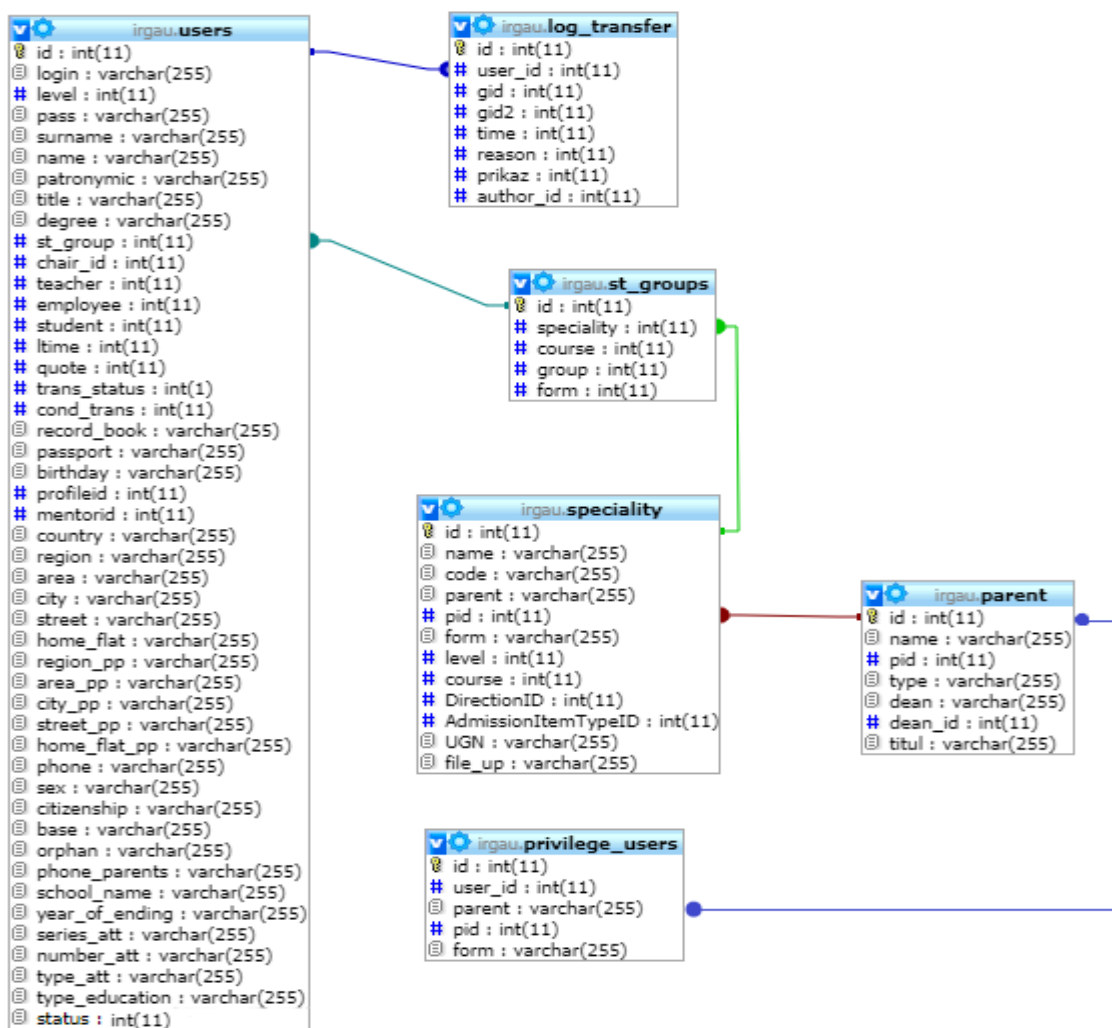 irgau.users
id : int(11)
login : varchar(255)
level : int(11)
pass : varchar(255)
surname : varchar(255)
name : varchar(255)
patronymic : varchar(255)
title : varchar(255)
degree : varchar(255)
st_group : int(11)
chair_id : int(11)
teacher : int(11)
employee : int(11)
student : int(11)
ltime : int(11)
quote : int(11)
trans_status : int(1)
cond_trans : int(11)
record_book : varchar(255)
passport : varchar(255)
birthday : varchar(255)
profileid : int(11)
mentorid : int(11)
country : varchar(255)
region : varchar(255)
area : varchar(255)
city : varchar(255)
street : varchar(255)
home_flat : varchar(255)
region_pp : varchar(255)
area_pp : varchar(255)
city_pp : varchar(255)
street_pp : varchar(255)
home_flat_pp : varchar(255)
phone : varchar(255)
sex : varchar(255)
citizenship : varchar(255)
base : varchar(255)
orphan : varchar(255)
phone_parents : varchar(255)
school_name : varchar(255)
year_of_ending : varchar(255)
series_att : varchar(255)
number_att : varchar(255)
type_att : varchar(255)
type_education : varchar(255)
status : int(11)
irgau.log_transfer
id : int(11)
# user_id : int(11)
# gid : int(11)
# gid2 : int(11)
# time : int(11)
# reason : int(11)
# prikaz : int(11)
# author_id : int(11)
irgau.st_groups
id : int(11)
# speciality : int(11)
# course : int(11)
# group : int(11)
# form : int(11)
irgau.speciality
id : int(11)
name : varchar(255)
code : varchar(255)
parent : varchar(255)
# pid : int(11)
form : varchar(255)
# level : int(11)
# course : int(11)
# DirectionID : int(11)
# AdmissionItemTypeID : int(11)
UGN : varchar(255)
file_up : varchar(255)
irgau.parent
id : int(11)
name : varchar(255)
# pid : int(11)
type : varchar(255)
dean : varchar(255)
# dean_id : int(11)
titul : varchar(255)
irgau.privilege_users
id : int(11)
# user_id : int(11)
parent : varchar(255)
# pid : int(11)
form : varchar(255)